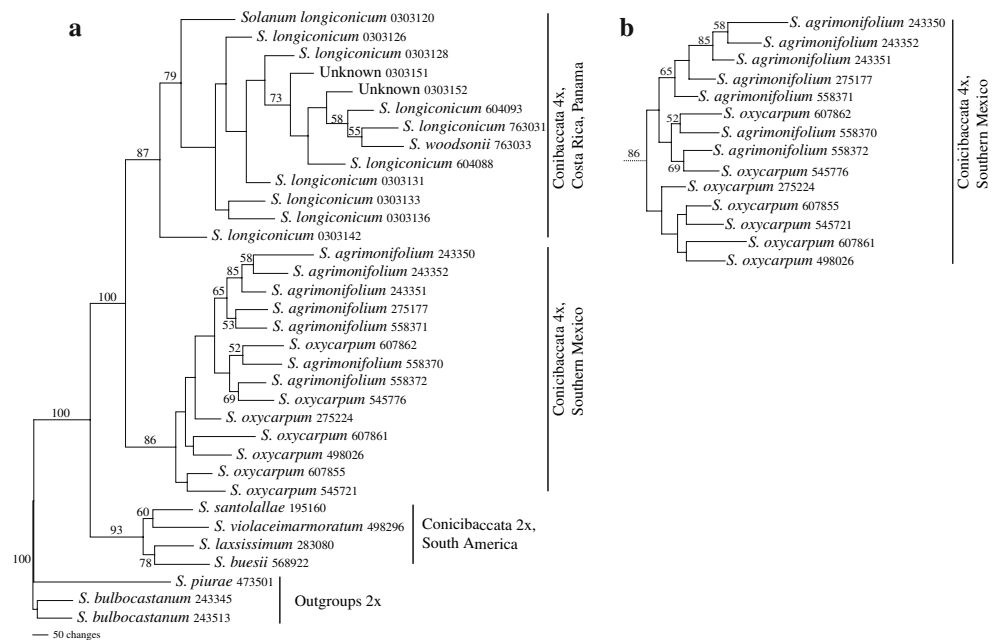 a
Solanum longiconicum 0303120
S. longiconicum 0303126
S. longiconicum 0303128
Unknown 0303151
Unknown 0303152
S. longiconicum 604093
S. longiconicum 763031
S. woodsonii 763033
S. longiconicum 604088
S. longiconicum 0303131
S. longiconicum 0303133
S. longiconicum 0303136
S. longiconicum 0303142
79
73
58
55
87
Conibaccata 4x,
Costa Rica, Panama
S. agrimonifolium 243350
S. agrimonifolium 243352
S. agrimonifolium 243351
S. agrimonifolium 275177
S. agrimonifolium 558371
S. oxycarpum 607862
S. agrimonifolium 558370
S. agrimonifolium 558372
S. oxycarpum 545776
S. oxycarpum 275224
S. oxycarpum 607861
S. oxycarpum 498026
S. oxycarpum 607855
S. oxycarpum 545721
58
85
65
53
52
69
100
86
Conicibaccata 4x,
Southern Mexico
100
S. santolallae 195160
S. violaceimarmoratum 498296
S. laxsissimum 283080
S. buesii 568922
60
93
78
Conicibaccata 2x,
South America
100
S. piurae 473501
S. bulbocastanum 243345
S. bulbocastanum 243513
Outgroups 2x
50 changes
b
S. agrimonifolium 243350
S. agrimonifolium 243352
S. agrimonifolium 243351
S. agrimonifolium 275177
S. agrimonifolium 558371
S. oxycarpum 607862
S. agrimonifolium 558370
S. agrimonifolium 558372
S. oxycarpum 545776
S. oxycarpum 275224
S. oxycarpum 607855
S. oxycarpum 545721
S. oxycarpum 607861
S. oxycarpum 498026
58
85
65
52
69
86
Conicibaccata 4x,
Southern Mexico